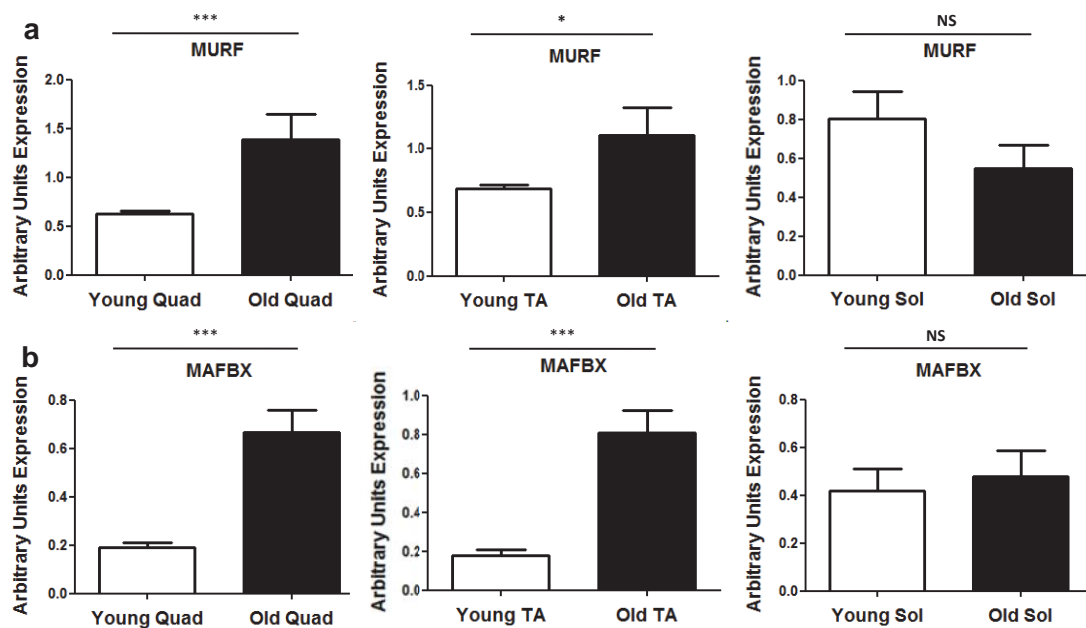 a
***
MURF
Arbitrary Units Expression
2.0
1.5
1.0
0.5
0.0
Young Quad Old Quad
*
MURF
Arbitrary Units Expression
1.5
1.0
0.5
0.0
Young TA Old TA
NS
MURF
Arbitrary Units Expression
1.0
0.8
0.6
0.4
0.2
0.0
Young Sol Old Sol
b
***
MAFBX
Arbitrary Units Expression
0.8
0.6
0.4
0.2
0.0
Young Quad Old Quad
***
MAFBX
Arbitrary Units Expression
1.0
0.8
0.6
0.4
0.2
0.0
Young TA Old TA
NS
MAFBX
Arbitrary Units Expression
0.8
0.6
0.4
0.2
0.0
Young Sol Old Sol